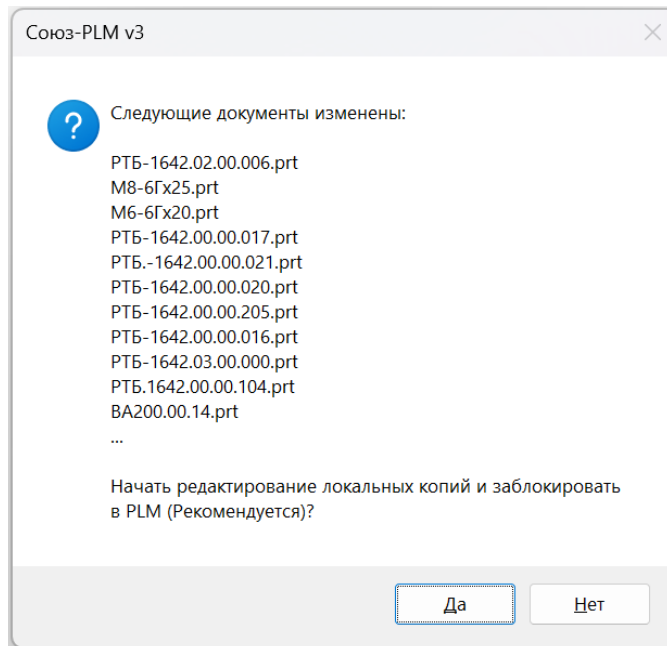 Союз-PLM v3
Следующие документы изменены:
РТБ-1642.02.00.006.prt
М8-6Гх25.prt
М6-6Гх20.prt
РТБ-1642.00.00.017.prt
РТБ.-1642.00.00.021.prt
РТБ-1642.00.00.020.prt
РТБ-1642.00.00.205.prt
РТБ-1642.00.00.016.prt
РТБ-1642.03.00.000.prt
РТБ.1642.00.00.104.prt
ВА200.00.14.prt
...
Начать редактирование локальных копий и заблокировать
в PLM (Рекомендуется)?
Да
Нет